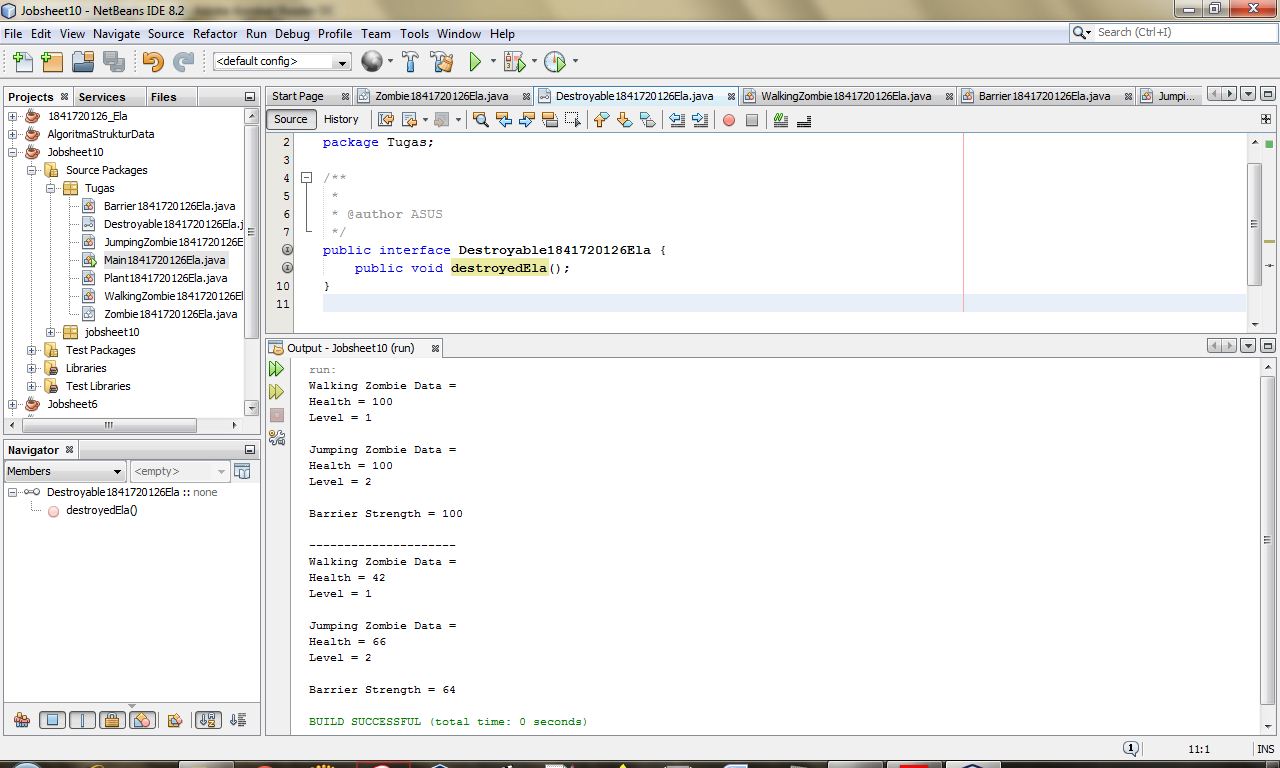 Jobsheet10 - NetBeans IDE 8.2
File Edit View Navigate Source Refactor Run Debug Profile Team Tools Window Help
Search (Ctrl+I)
<default config>
Projects Services Files
1841720126_Ela
AlgoritmaStrukturData
Jobsheet10
Source Packages
Tugas
Barrier1841720126Ela.java
Destroyable1841720126Ela.j
JumpingZombie1841720126E
Main1841720126Ela.java
Plant1841720126Ela.java
WalkingZombie1841720126El
Zombie1841720126Ela.java
jobsheet10
Test Packages
Libraries
Test Libraries
Jobsheet6
Navigator
Members <empty>
Destroyable1841720126Ela :: none
destroyedEla()
Start Page Zombie1841720126Ela.java Destroyable1841720126Ela.java WalkingZombie1841720126Ela.java Barrier1841720126Ela.java Jumpi...
Source History
2 package Tugas;
3
4 /**
5 *
6 * @author ASUS
7 */
public interface Destroyable1841720126Ela {
public void destroyedEla();
10 }
11
Output - Jobsheet10 (run)
run:
Walking Zombie Data =
Health = 100
Level = 1
Jumping Zombie Data =
Health = 100
Level = 2
Barrier Strength = 100
---------------------
Walking Zombie Data =
Health = 42
Level = 1
Jumping Zombie Data =
Health = 66
Level = 2
Barrier Strength = 64
BUILD SUCCESSFUL (total time: 0 seconds)
1 11:1 INS